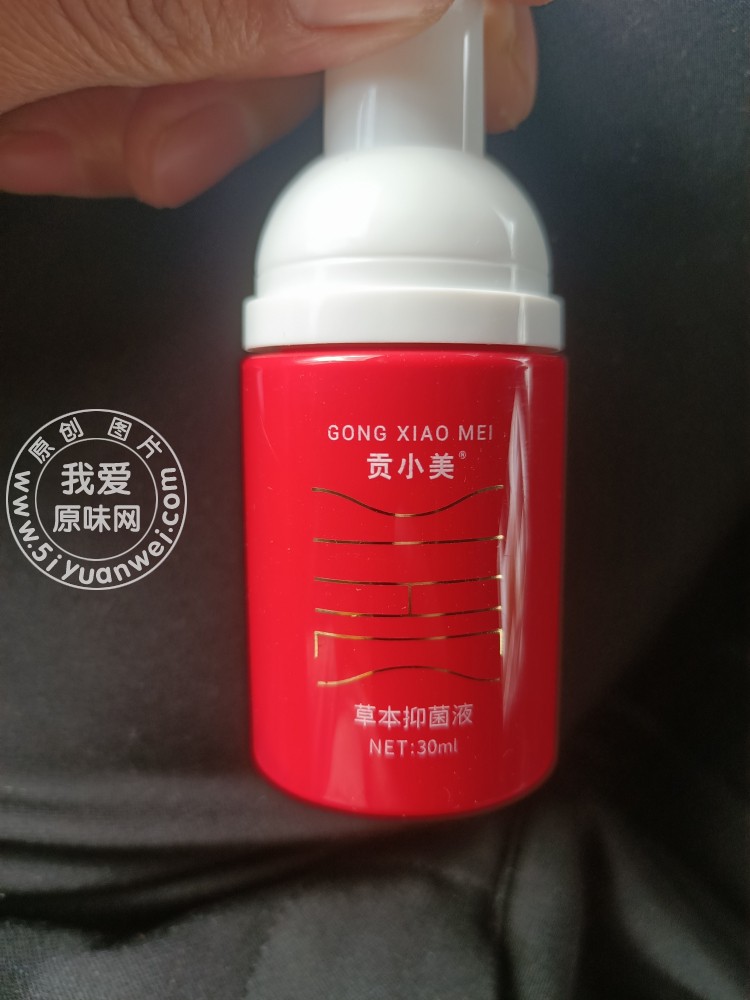 GONG XIAO MEI
贡小美®
草本抑菌液
NET:30ml
原创 图片
我爱
原味网
www.5iyuanwei.com